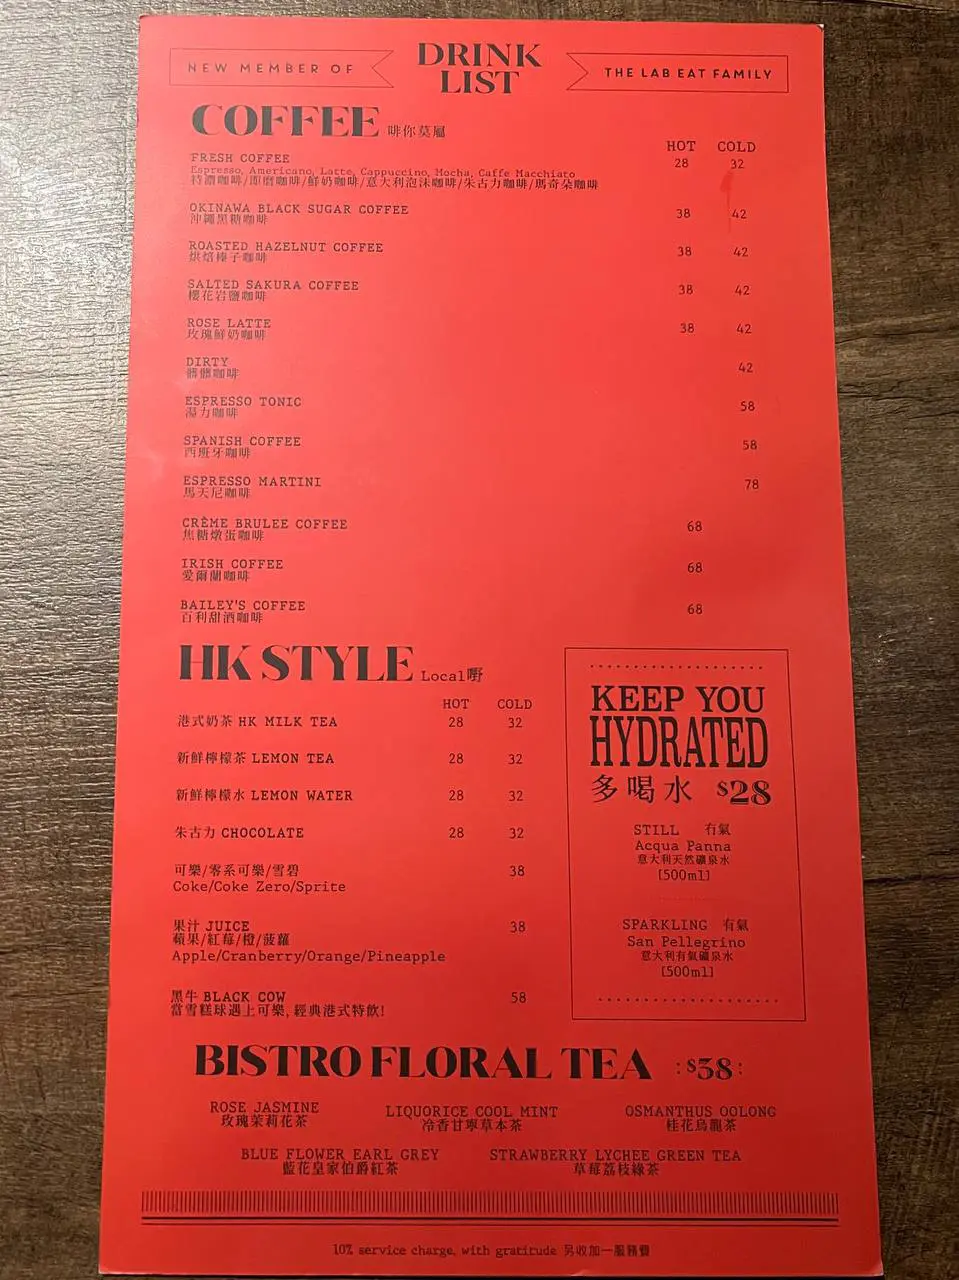 NEW MEMBER OF
DRINK LIST
THE LAB EAT FAMILY
COFFEE 啡你莫屬
HOT COLD
FRESH COFFEE 28 32
Espresso, Americano, Latte, Cappuccino, Mocha, Caffe Macchiato
特濃咖啡/即磨咖啡/鮮奶咖啡/意大利泡沫咖啡/朱古力咖啡/瑪奇朵咖啡
OKINAWA BLACK SUGAR COFFEE 38 42
沖繩黑糖咖啡
ROASTED HAZELNUT COFFEE 38 42
烘焙榛子咖啡
SALTED SAKURA COFFEE 38 42
櫻花岩鹽咖啡
ROSE LATTE 38 42
玫瑰鮮奶咖啡
DIRTY 42
髒髒咖啡
ESPRESSO TONIC 58
湯力咖啡
SPANISH COFFEE 58
西班牙咖啡
ESPRESSO MARTINI 78
馬天尼咖啡
CRÈME BRULEE COFFEE 68
焦糖燉蛋咖啡
IRISH COFFEE 68
愛爾蘭咖啡
BAILEY'S COFFEE 68
百利甜酒咖啡
HK STYLE Local嘢
HOT COLD
港式奶茶 HK MILK TEA 28 32
新鮮檸檬茶 LEMON TEA 28 32
新鮮檸檬水 LEMON WATER 28 32
朱古力 CHOCOLATE 28 32
可樂/零系可樂/雪碧 38
Coke/Coke Zero/Sprite
果汁 JUICE 38
蘋果/紅莓/橙/菠蘿
Apple/Cranberry/Orange/Pineapple
黑牛 BLACK COW 58
當雪糕球遇上可樂, 經典港式特飲!
KEEP YOU
HYDRATED
多喝水 $28
STILL 冇氣
Acqua Panna
意大利天然礦泉水
[500ml]
SPARKLING 有氣
San Pellegrino
意大利有氣礦泉水
[500ml]
BISTRO FLORAL TEA :$38:
ROSE JASMINE
玫瑰茉莉花茶
LIQUORICE COOL MINT
冷香甘寧草本茶
OSMANTHUS OOLONG
桂花烏龍茶
BLUE FLOWER EARL GREY
藍花皇家伯爵紅茶
STRAWBERRY LYCHEE GREEN TEA
草莓荔枝綠茶
10% service charge, with gratitude 另收加一服務費